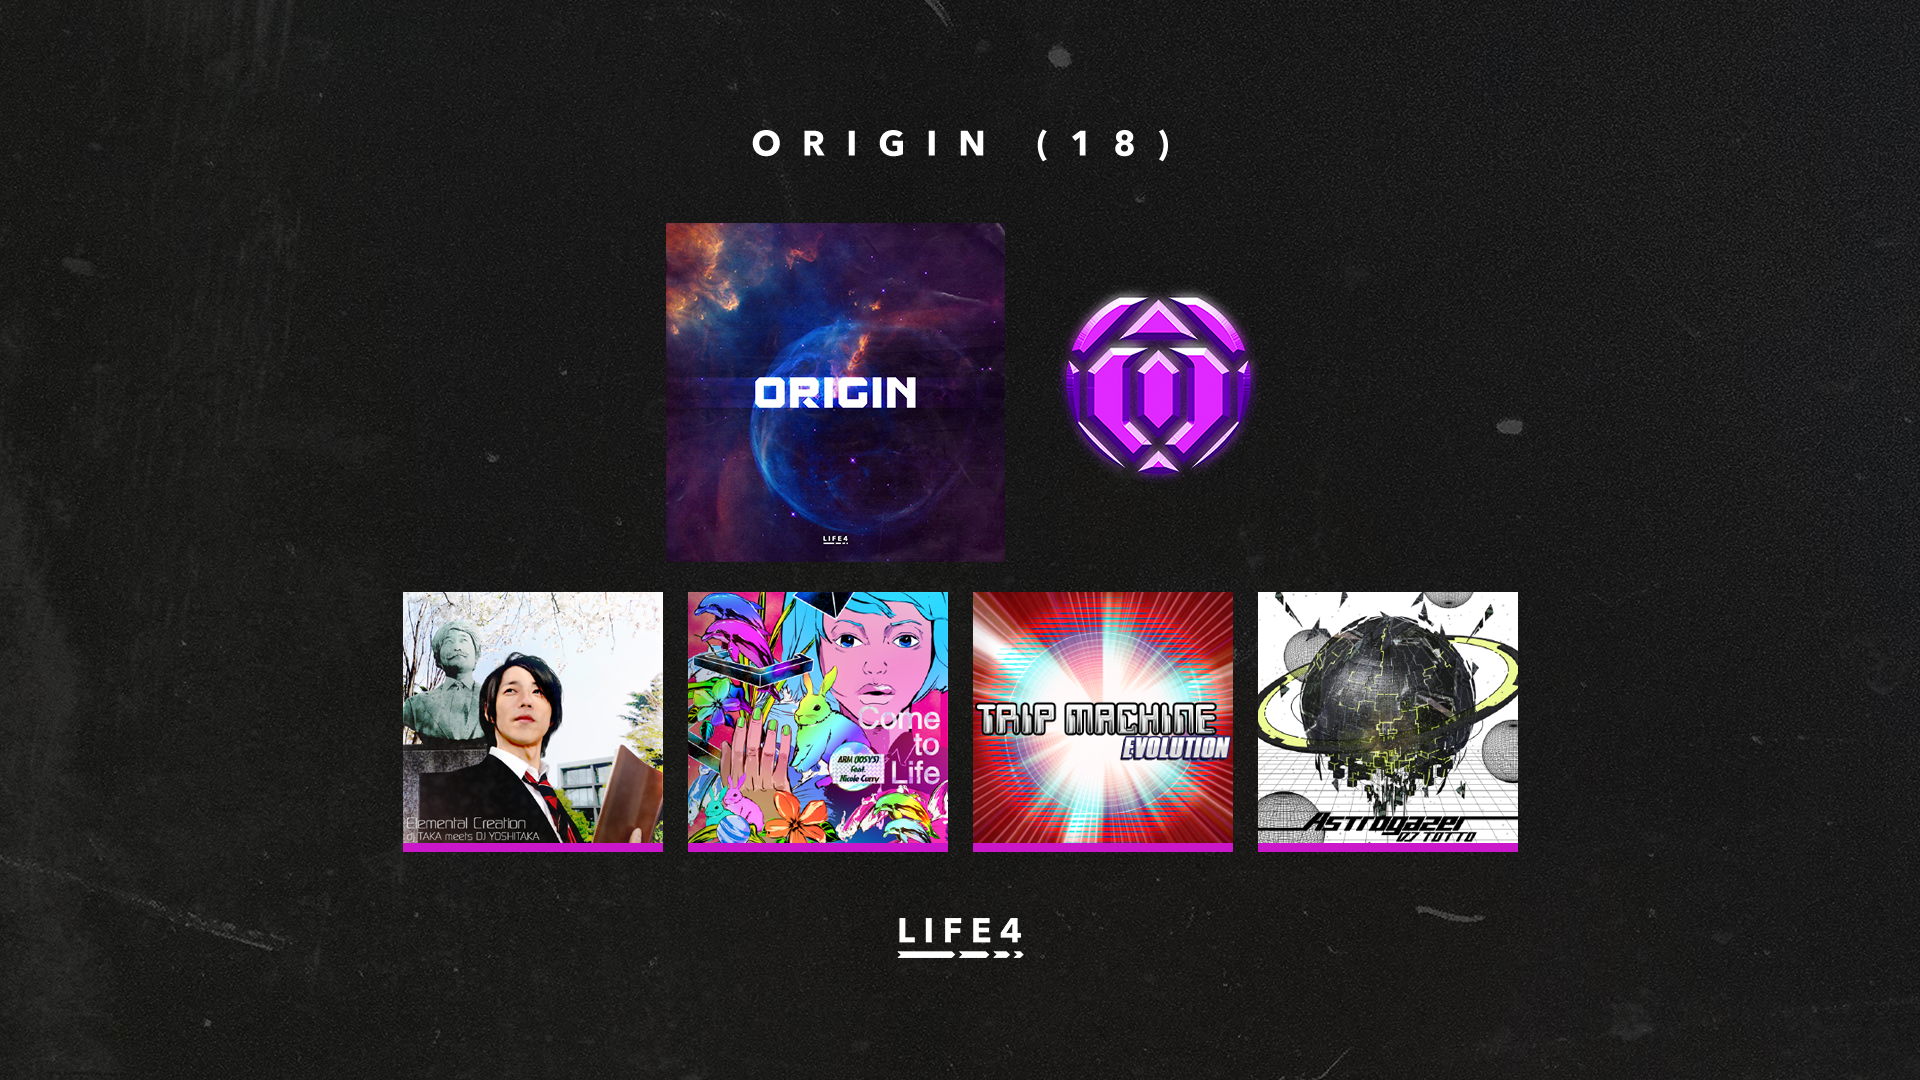 ORIGIN (18)
ORIGIN
LIFE4
Elemental Creation
dj TAKA meets DJ YOSHITAKA
Come
to
Life
ARM (IOSYS)
feat.
Nicole Curry
TRIP MACHINE
EVOLUTION
Astrogazer
DJ TOTTO
LIFE4